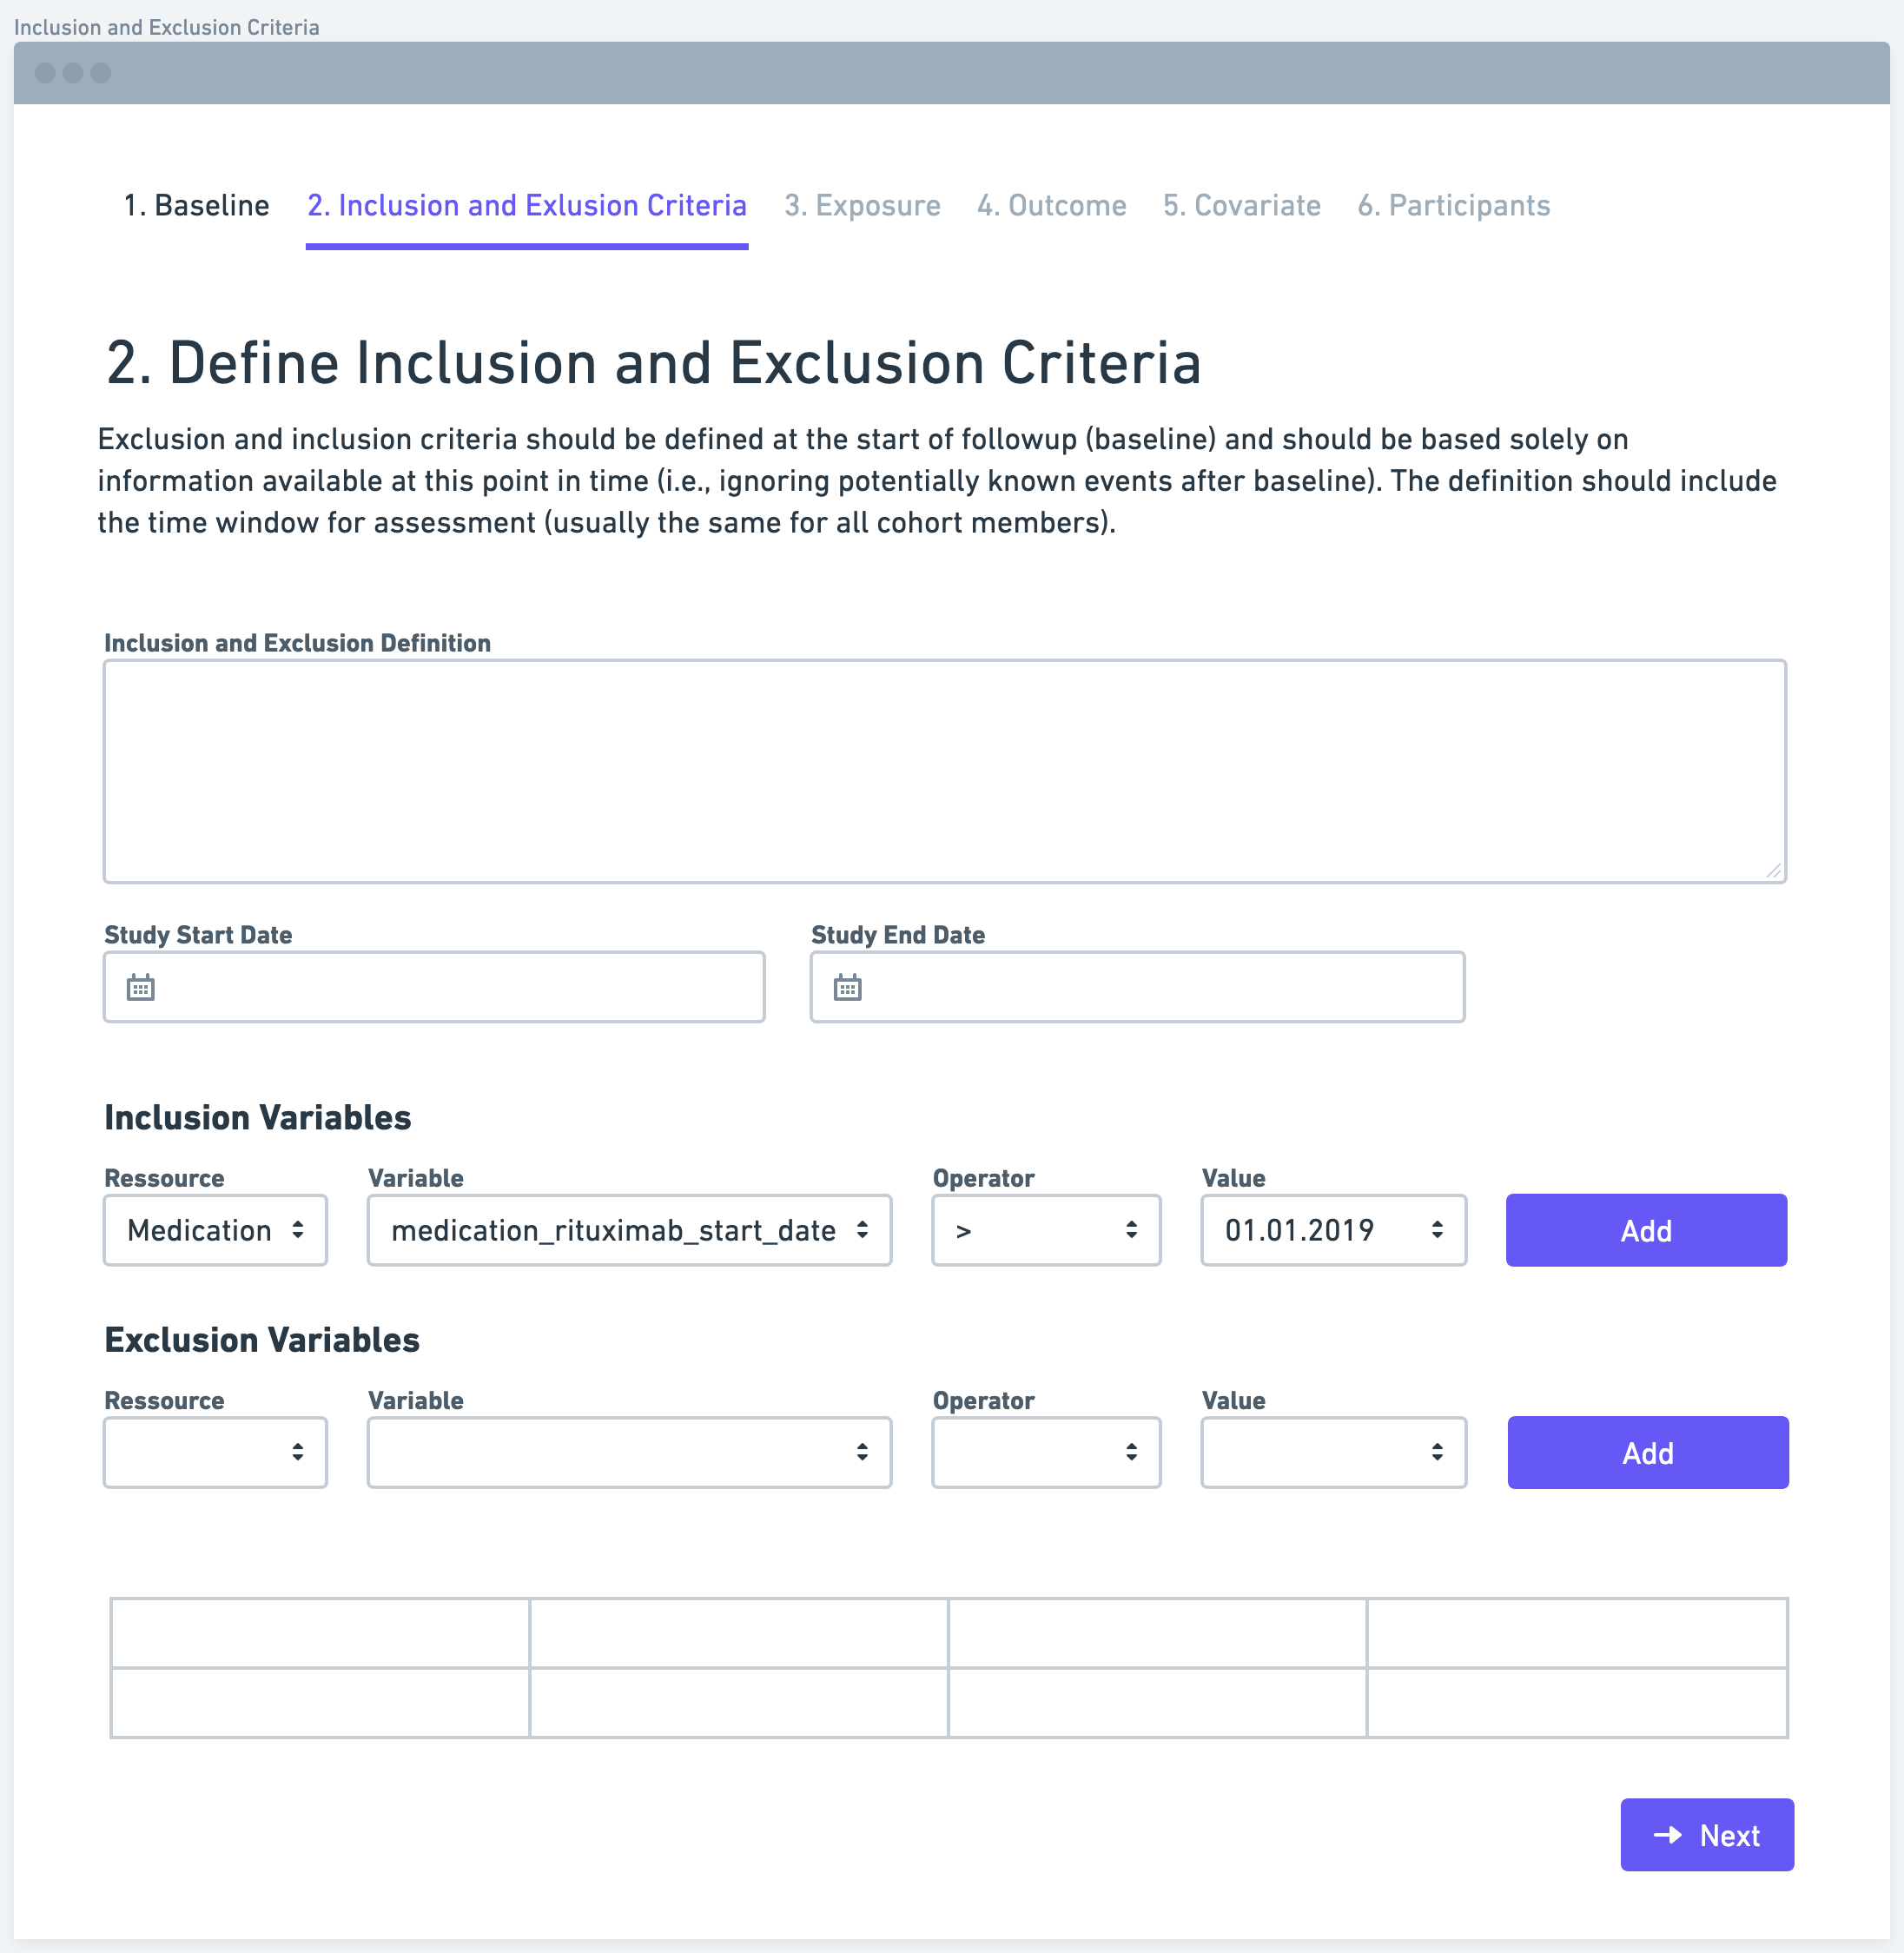 Inclusion and Exclusion Criteria
1. Baseline 2. Inclusion and Exlusion Criteria 3. Exposure 4. Outcome 5. Covariate 6. Participants
2. Define Inclusion and Exclusion Criteria
Exclusion and inclusion criteria should be defined at the start of followup (baseline) and should be based solely on
information available at this point in time (i.e., ignoring potentially known events after baseline). The definition should include
the time window for assessment (usually the same for all cohort members).
Inclusion and Exclusion Definition
Study Start Date Study End Date
Inclusion Variables
Ressource Variable Operator Value
Medication medication_rituximab_start_date > 01.01.2019 Add
Exclusion Variables
Ressource Variable Operator Value
Add
Next